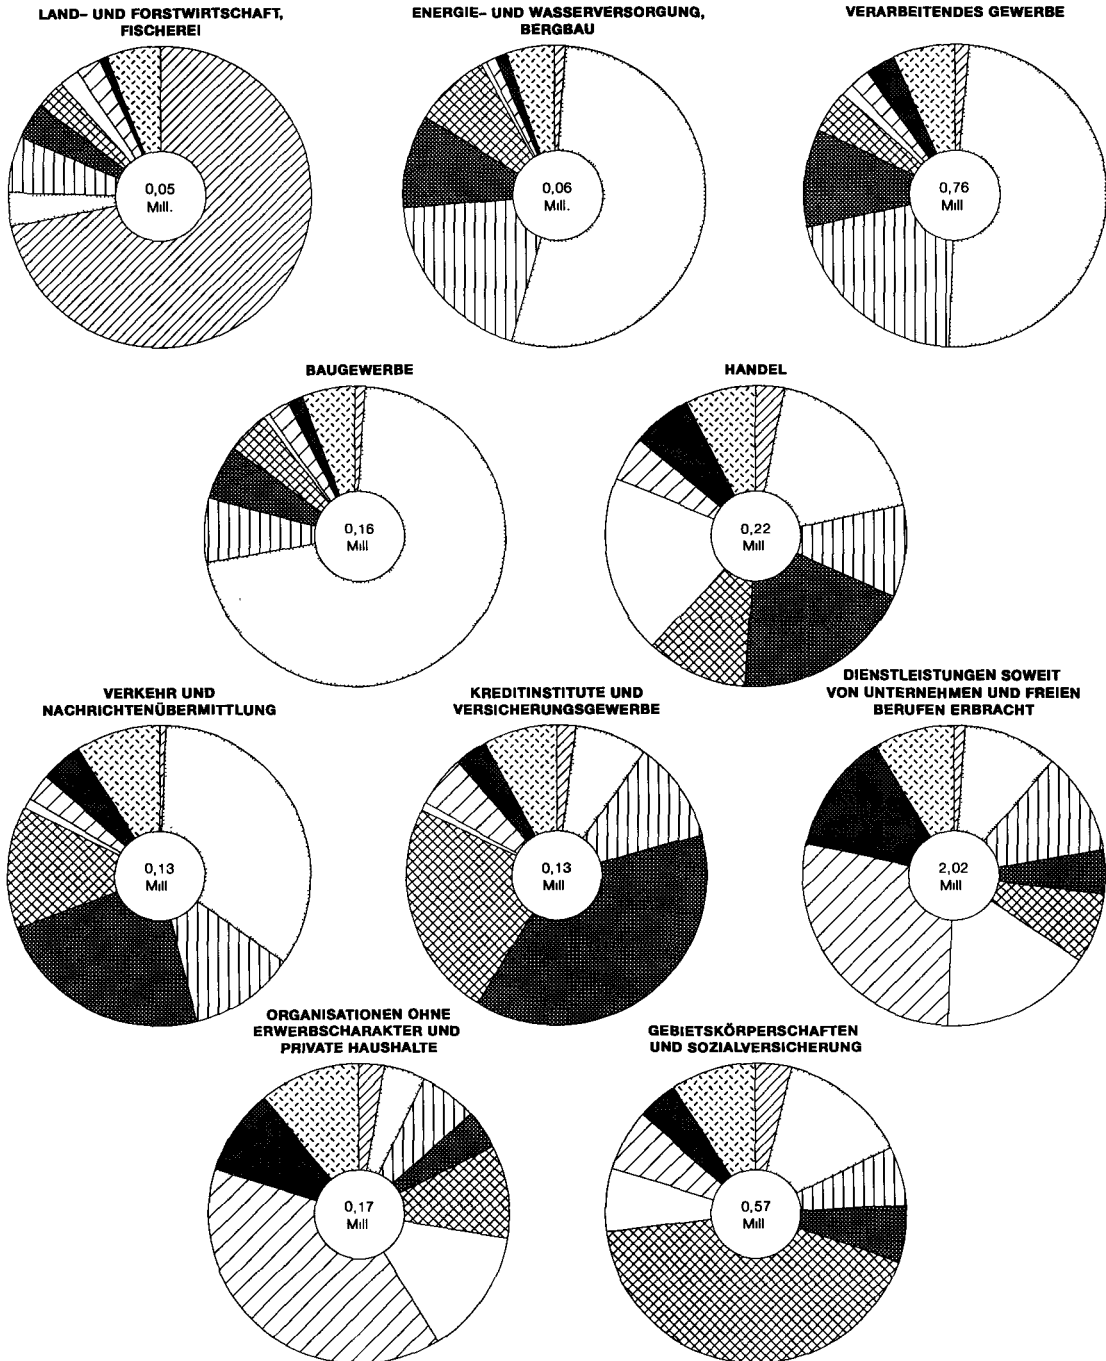 LAND- UND FORSTWIRTSCHAFT,
FISCHEREI
ENERGIE- UND WASSERVERSORGUNG,
BERGBAU
VERARBEITENDES GEWERBE
0,05
Mill.
0,06
Mill.
0,76
Mill
BAUGEWERBE
HANDEL
0,16
Mill
0,22
Mill
VERKEHR UND
NACHRICHTENÜBERMITTLUNG
KREDITINSTITUTE UND
VERSICHERUNGSGEWERBE
DIENSTLEISTUNGEN SOWEIT
VON UNTERNEHMEN UND FREIEN
BERUFEN ERBRACHT
0,13
Mill
0,13
Mill
2,02
Mill
ORGANISATIONEN OHNE
ERWERBSCHARAKTER UND
PRIVATE HAUSHALTE
GEBIETSKÖRPERSCHAFTEN
UND SOZIALVERSICHERUNG
0,17
Mill
0,57
Mill